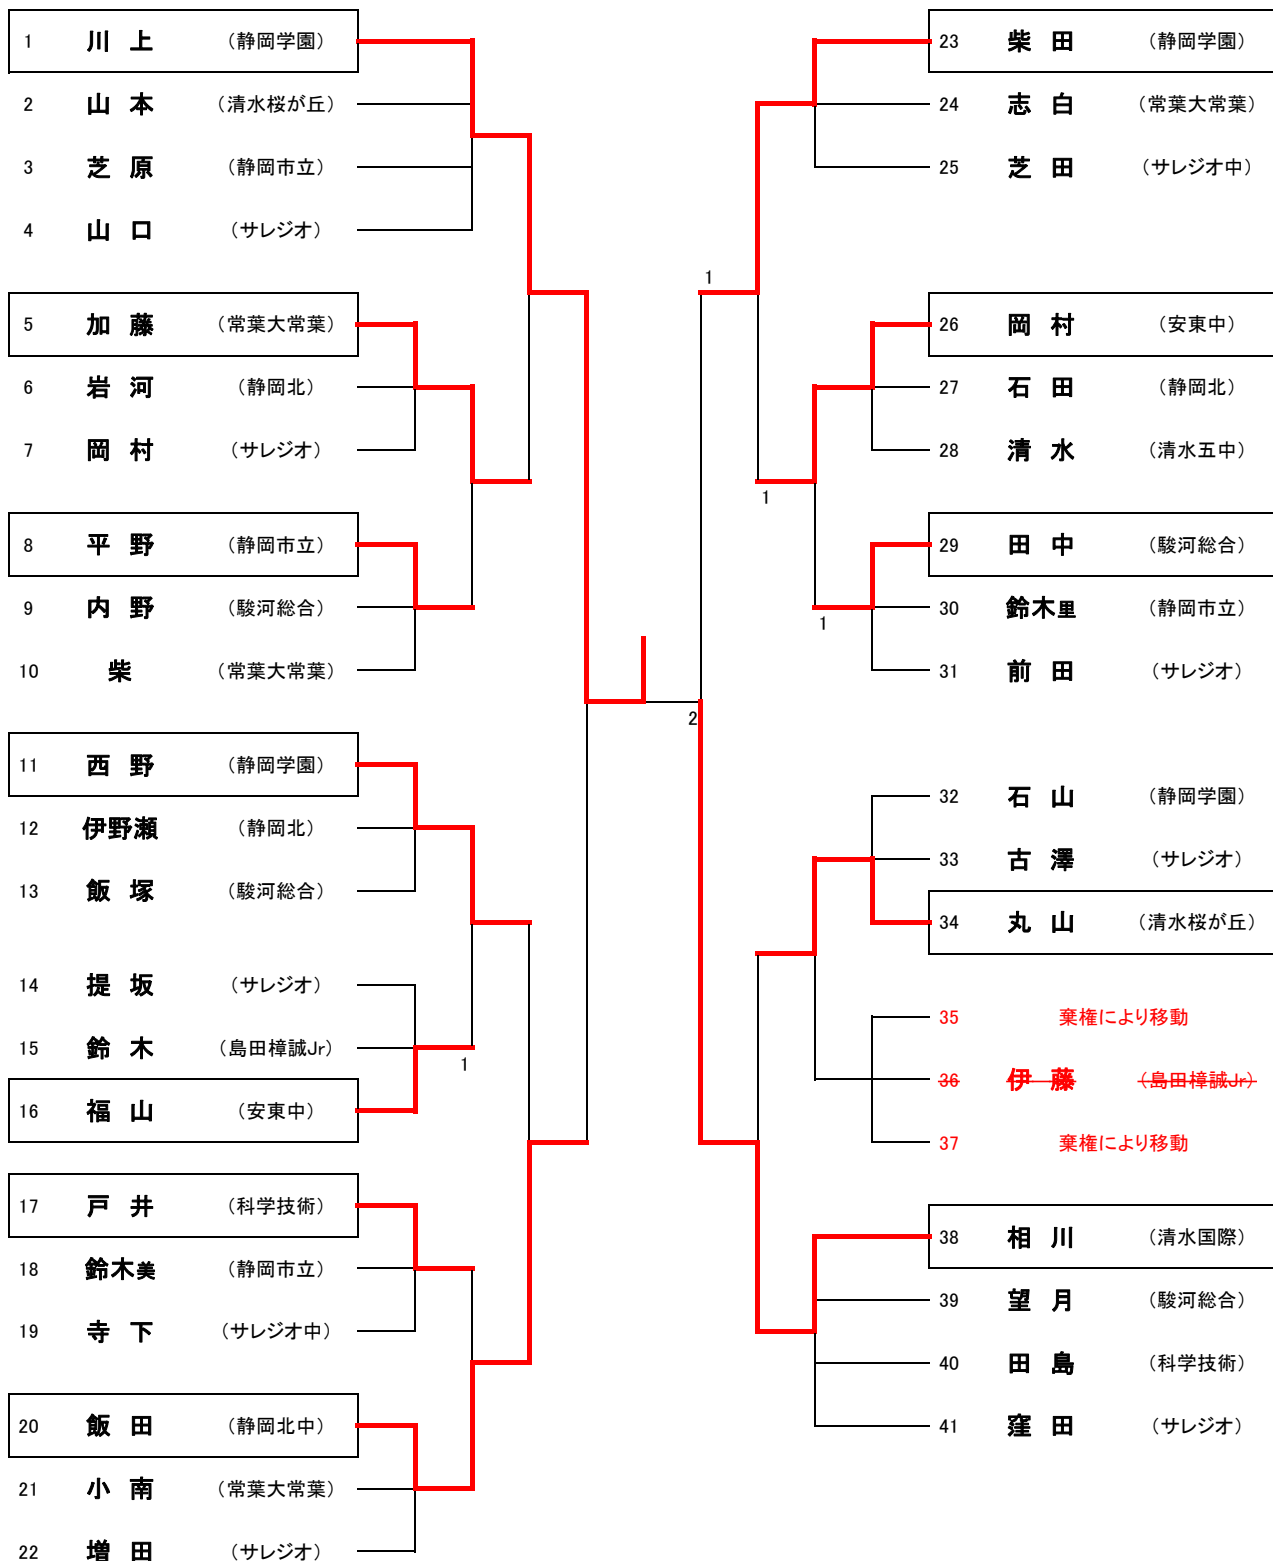 1 川 上 （静岡学園）
2 山 本 （清水桜が丘）
3 芝 原 （静岡市立）
4 山 口 （サレジオ）
5 加 藤 （常葉大常葉）
6 岩 河 （静岡北）
7 岡 村 （サレジオ）
8 平 野 （静岡市立）
9 内 野 （駿河総合）
10 柴 （常葉大常葉）
11 西 野 （静岡学園）
12 伊野瀬 （静岡北）
13 飯 塚 （駿河総合）
14 提 坂 （サレジオ）
15 鈴 木 （島田樟誠Jr）
1
16 福 山 （安東中）
17 戸 井 （科学技術）
18 鈴木美 （静岡市立）
19 寺 下 （サレジオ中）
20 飯 田 （静岡北中）
21 小 南 （常葉大常葉）
22 増 田 （サレジオ）
2
23 柴 田 （静岡学園）
24 志 白 （常葉大常葉）
25 芝 田 （サレジオ中）
1
26 岡 村 （安東中）
27 石 田 （静岡北）
28 清 水 （清水五中）
1
29 田 中 （駿河総合）
30 鈴木里 （静岡市立）
1
31 前 田 （サレジオ）
32 石 山 （静岡学園）
33 古 澤 （サレジオ）
34 丸 山 （清水桜が丘）
35 棄権により移動
36 伊 藤 （島田樟誠Jr）
37 棄権により移動
38 相 川 （清水国際）
39 望 月 （駿河総合）
40 田 島 （科学技術）
41 窪 田 （サレジオ）